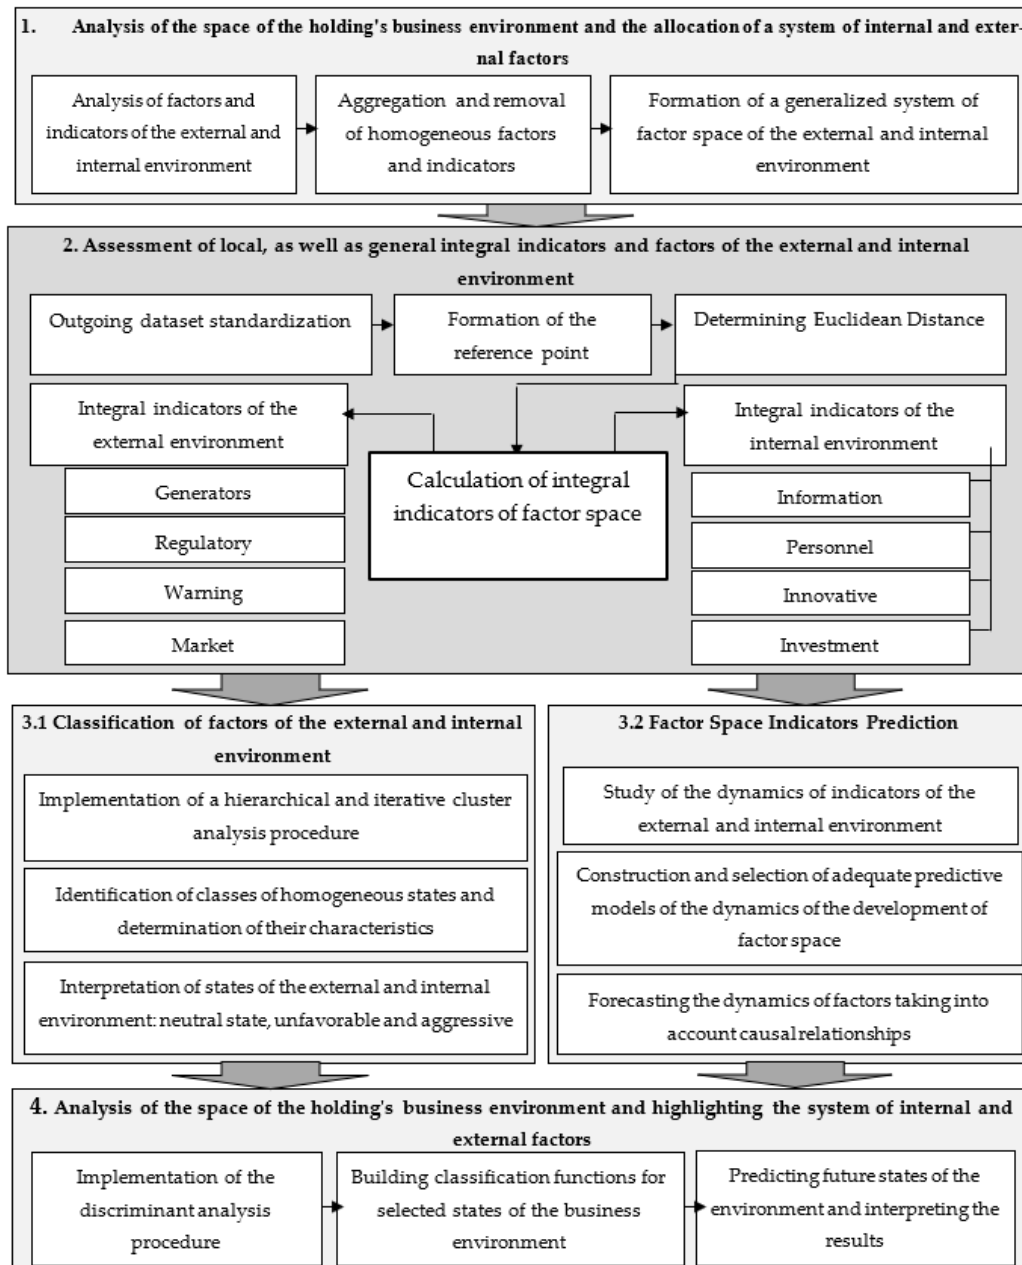 1. Analysis of the space of the holding's business environment and the allocation of a system of internal and exter-
nal factors
Analysis of factors and
indicators of the external and
internal environment
Aggregation and removal
of homogeneous factors
and indicators
Formation of a generalized system of
factor space of the external and internal
environment
2. Assessment of local, as well as general integral indicators and factors of the external and internal
environment
Outgoing dataset standardization
Formation of the
reference point
Determining Euclidean Distance
Integral indicators of the
external environment
Generators
Regulatory
Warning
Market
Calculation of integral
indicators of factor space
Integral indicators of the
internal environment
Information
Personnel
Innovative
Investment
3.1 Classification of factors of the external and internal
environment
Implementation of a hierarchical and iterative cluster
analysis procedure
Identification of classes of homogeneous states and
determination of their characteristics
Interpretation of states of the external and internal
environment: neutral state, unfavorable and aggressive
3.2 Factor Space Indicators Prediction
Study of the dynamics of indicators of the
external and internal environment
Construction and selection of adequate predictive
models of the dynamics of the development of
factor space
Forecasting the dynamics of factors taking into
account causal relationships
4. Analysis of the space of the holding's business environment and highlighting the system of internal and
external factors
Implementation of the
discriminant analysis
procedure
Building classification functions for
selected states of the business
environment
Predicting future states of the
environment and interpreting the
results